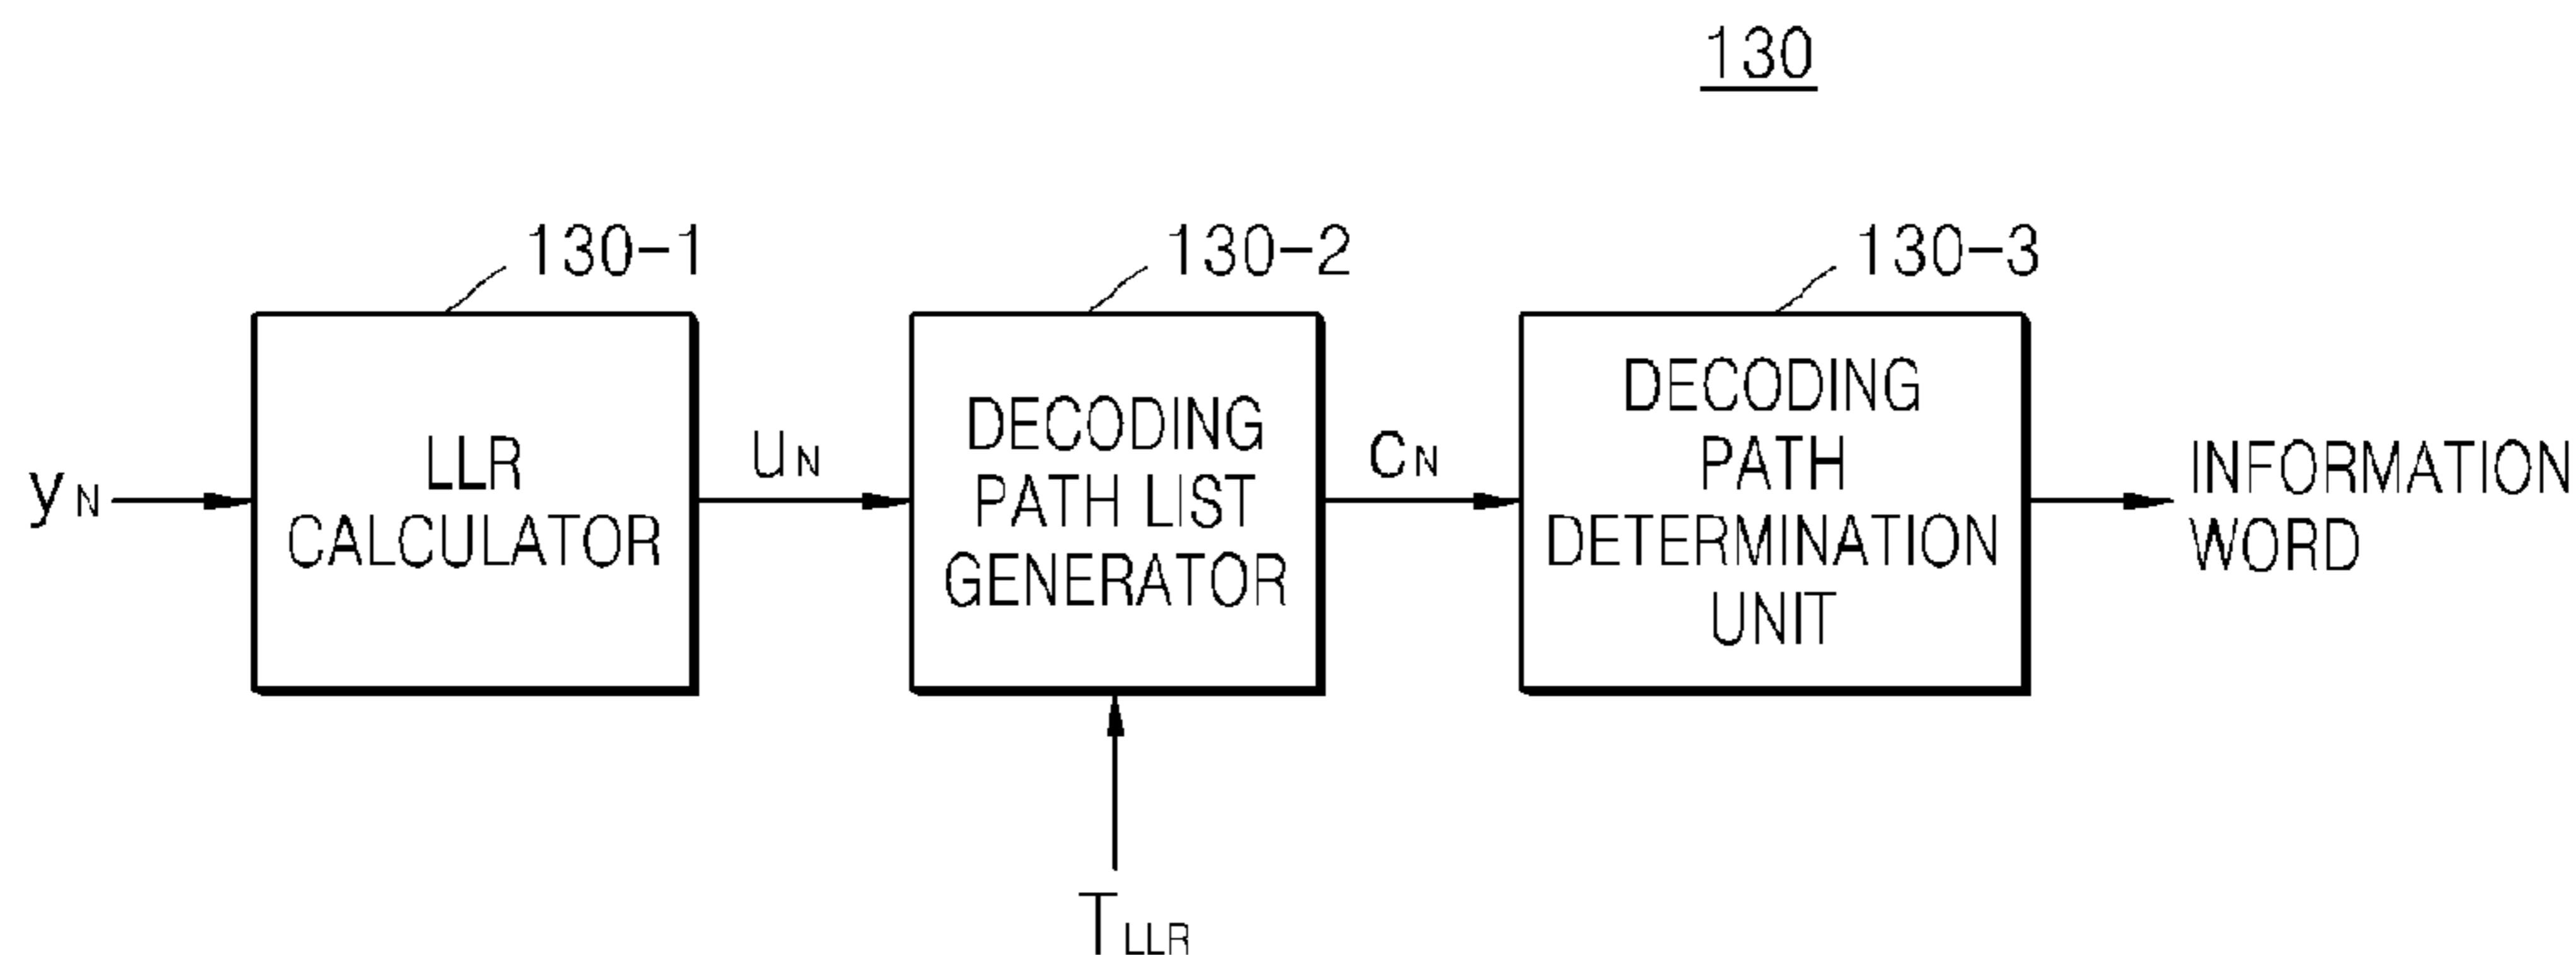 130
130-1
130-2
130-3
yN
LLR
CALCULATOR
UN
DECODING
PATH LIST
GENERATOR
CN
DECODING
PATH
DETERMINATION
UNIT
INFORMATION
WORD
TLLR